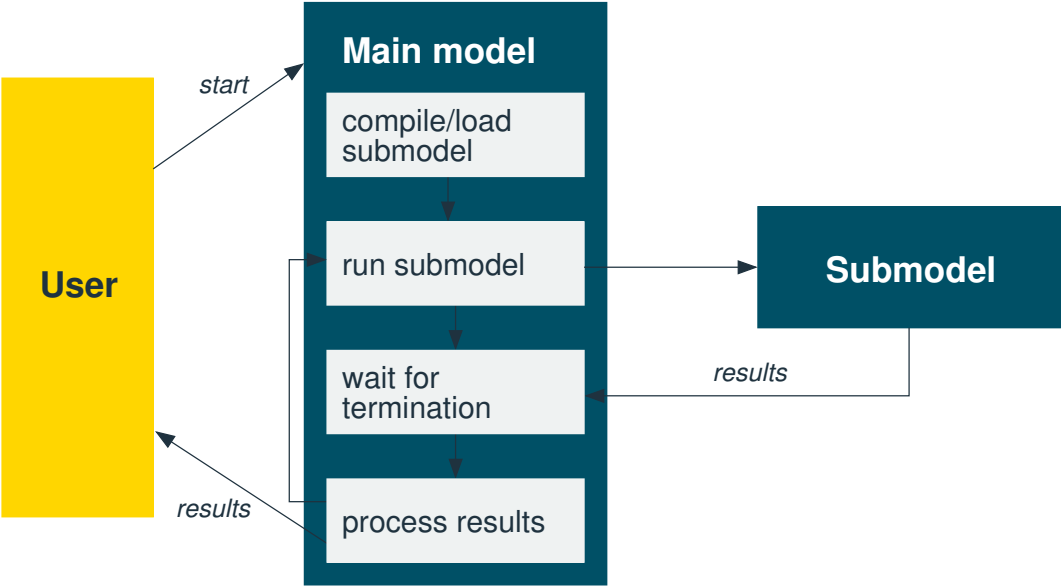 Main model
start
compile/load
submodel
User
run submodel
Submodel
wait for
termination
results
results
process results